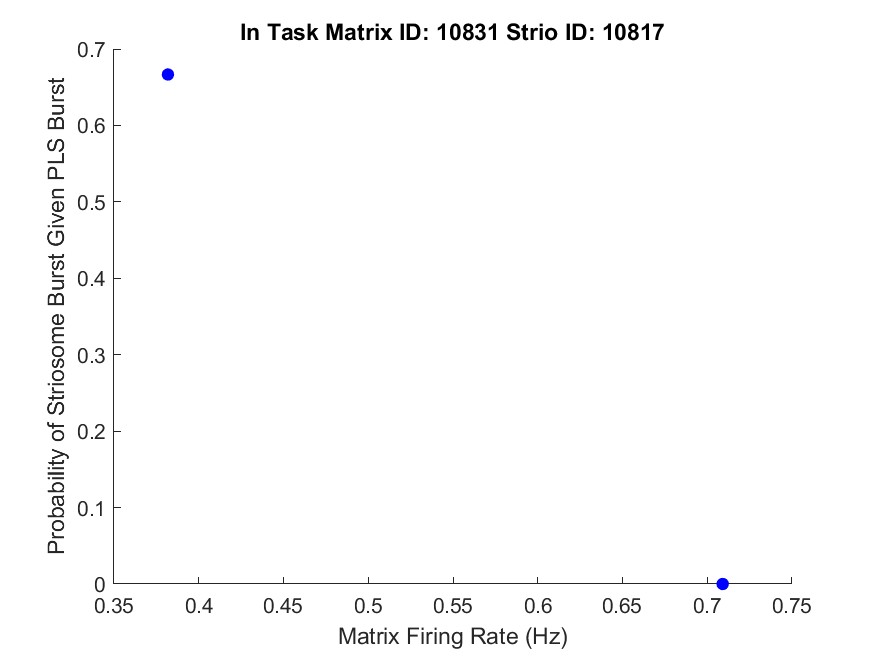 In Task Matrix ID: 10831 Strio ID: 10817
Probability of Striosome Burst Given PLS Burst
0.7
0.6
0.5
0.4
0.3
0.2
0.1
0
0.35 0.4 0.45 0.5 0.55 0.6 0.65 0.7 0.75
Matrix Firing Rate (Hz)